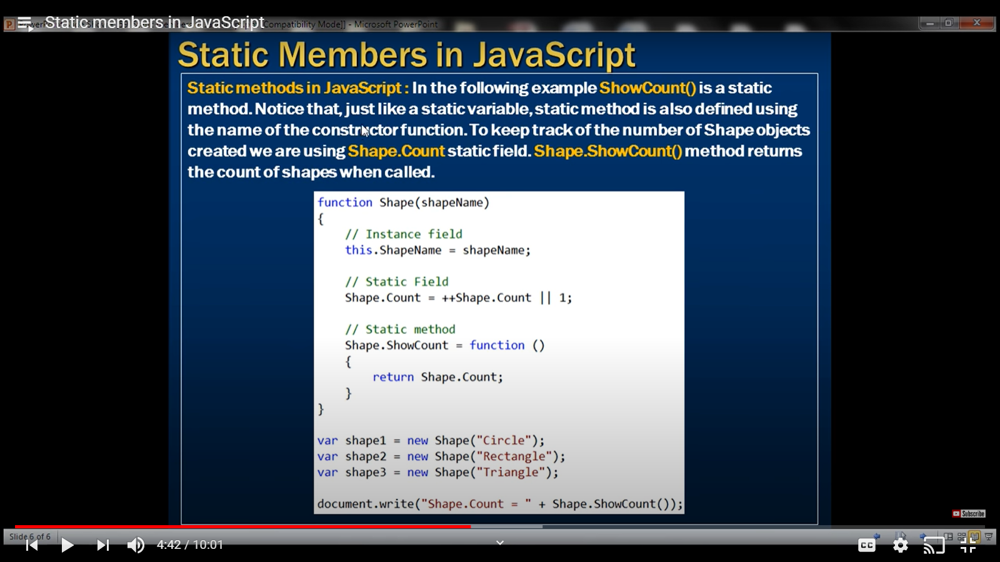 Static members in JavaScript
Compatibility Mode]] - Microsoft PowerPoint
Static Members in JavaScript
Static methods in JavaScript : In the following example ShowCount() is a static
method. Notice that, just like a static variable, static method is also defined using
the name of the constructor function. To keep track of the number of Shape objects
created we are using Shape.Count static field. Shape.ShowCount() method returns
the count of shapes when called.
function Shape(shapeName)
{
// Instance field
this.ShapeName = shapeName;
// Static Field
Shape.Count = ++Shape.Count || 1;
// Static method
Shape.ShowCount = function ()
{
return Shape.Count;
}
}
var shape1 = new Shape("Circle");
var shape2 = new Shape("Rectangle");
var shape3 = new Shape("Triangle");
document.write("Shape.Count = " + Shape.ShowCount());
Subscribe
Slide 6 of 6
4:42 / 10:01
CC